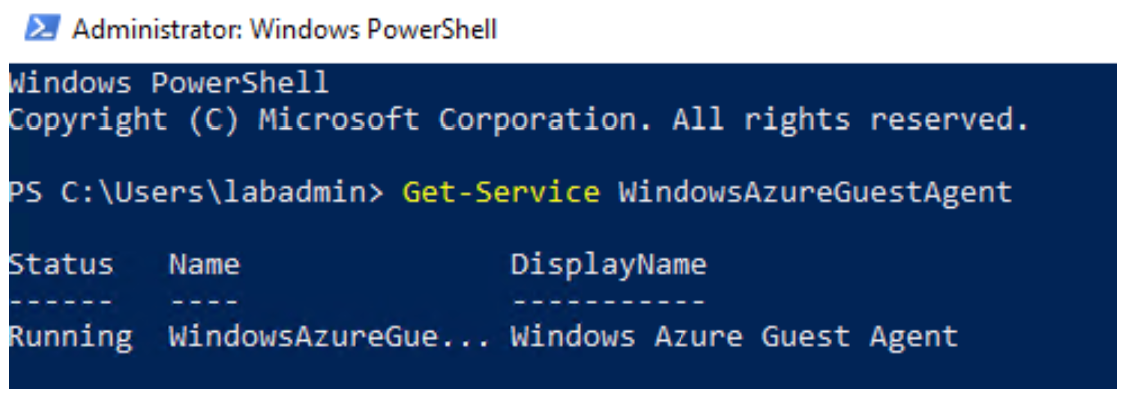 Administrator: Windows PowerShell
Windows PowerShell
Copyright (C) Microsoft Corporation. All rights reserved.
PS C:\Users\labadmin> Get-Service WindowsAzureGuestAgent
Status   Name               DisplayName
------   ----               -----------
Running  WindowsAzureGue... Windows Azure Guest Agent